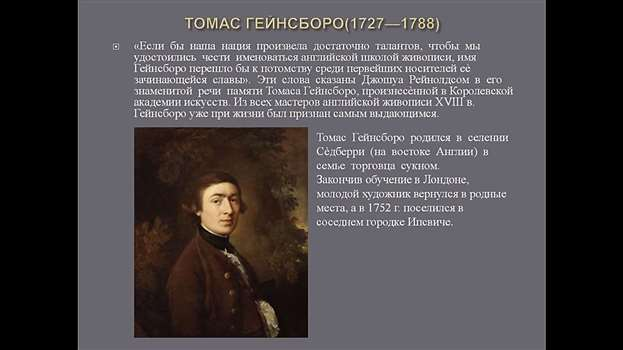 ТОМАС ГЕЙНСБОРО(1727—1788)
«Если бы наша нация произвела достаточно талантов, чтобы мы
удостоились чести именоваться английской школой живописи, имя
Гейнсборо перешло бы к потомству среди первейших носителей её
зачинающейся славы». Эти слова сказаны Джошуа Рейнолдсом в его
знаменитой речи памяти Томаса Гейнсборо, произнесённой в Королевской
академии искусств. Из всех мастеров английской живописи XVIII в.
Гейнсборо уже при жизни был признан самым выдающимся.
Томас Гейнсборо родился в селении
Сёдберри (на востоке Англии) в
семье торговца сукном.
Закончив обучение в Лондоне,
молодой художник вернулся в родные
места, а в 1752 г. поселился в
соседнем городке Ипсвиче.